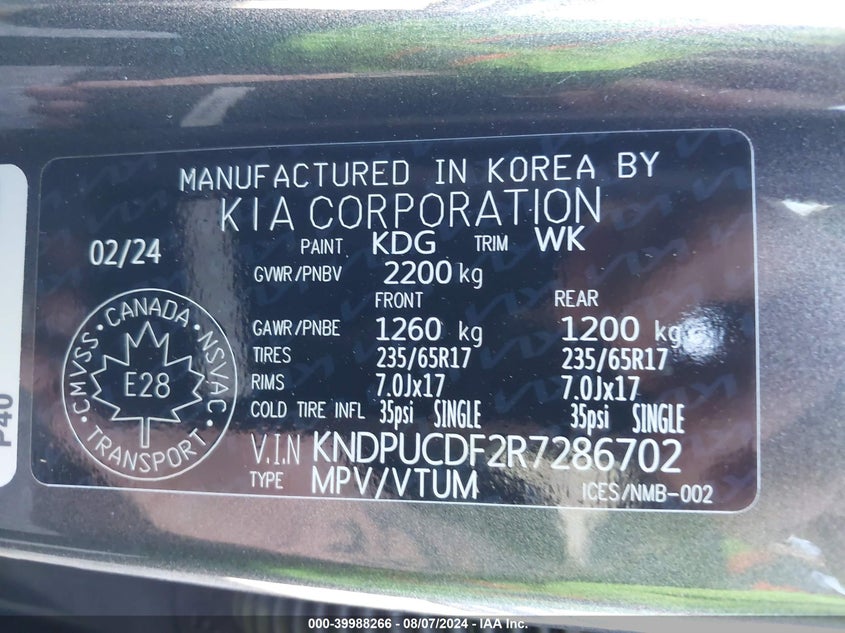 MANUFACTURED IN KOREA BY
KIA CORPORATION
02/24 PAINT KDG TRIM WK
GVWR/PNBV 2200 kg
FRONT REAR
GAWR/PNBE 1260 kg 1200 kg
TIRES 235/65R17 235/65R17
RIMS 7.0Jx17 7.0Jx17
COLD TIRE INFL 35psi SINGLE 35psi SINGLE
V.I.N KNDPUCDF2R7286702
TYPE MPV/VTUM ICES/NMB-002
CMVSS · CANADA · NSVAC · TRANSPORT ·
E28
P40
000-39988266 - 08/07/2024 - © IAA Inc.